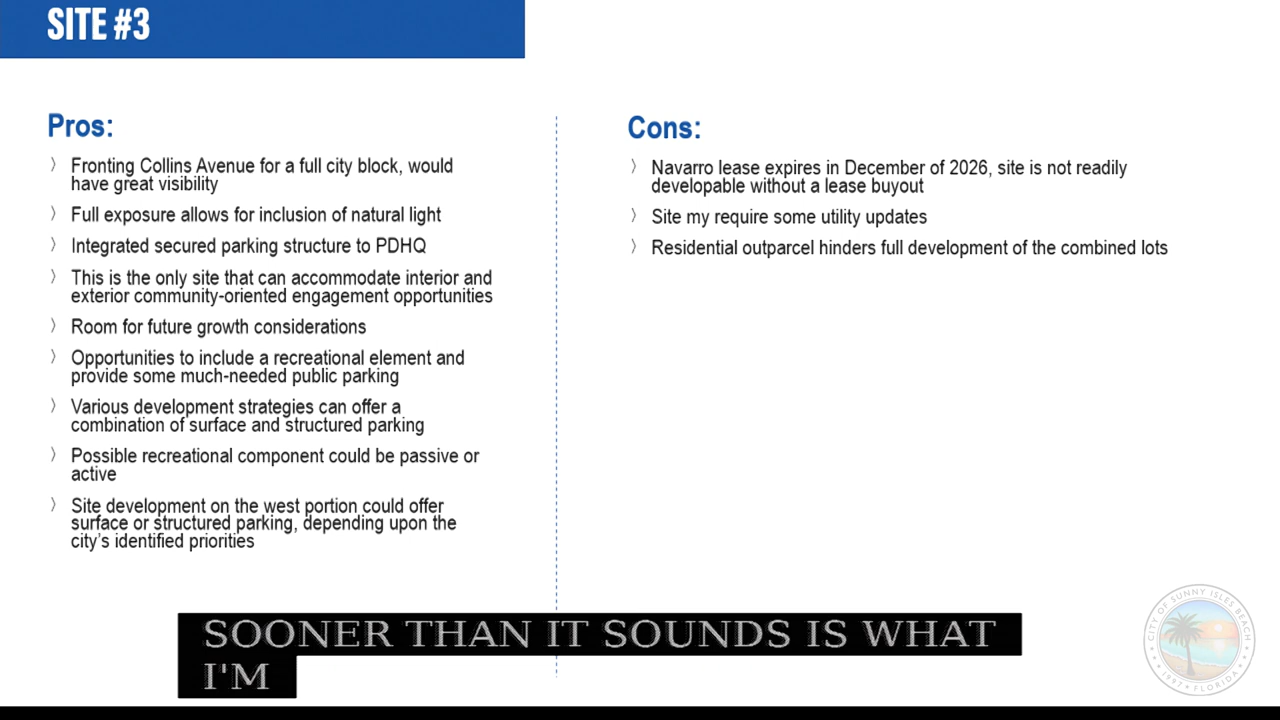 SITE #3
Pros:
Fronting Collins Avenue for a full city block, would
have great visibility
Full exposure allows for inclusion of natural light
Integrated secured parking structure to PDHQ
This is the only site that can accommodate interior and
exterior community-oriented engagement opportunities
Room for future growth considerations
Opportunities to include a recreational element and
provide some much-needed public parking
Various development strategies can offer a
combination of surface and structured parking
Possible recreational component could be passive or
active
Site development on the west portion could offer
surface or structured parking, depending upon the
city's identified priorities
Cons:
Navarro lease expires in December of 2026, site is not readily
developable without a lease buyout
Site my require some utility updates
Residential outparcel hinders full development of the combined lots
SOONER THAN IT SOUNDS IS WHAT
I'M
CITY OF SUNNY ISLES BEACH
1997 • FLORIDA